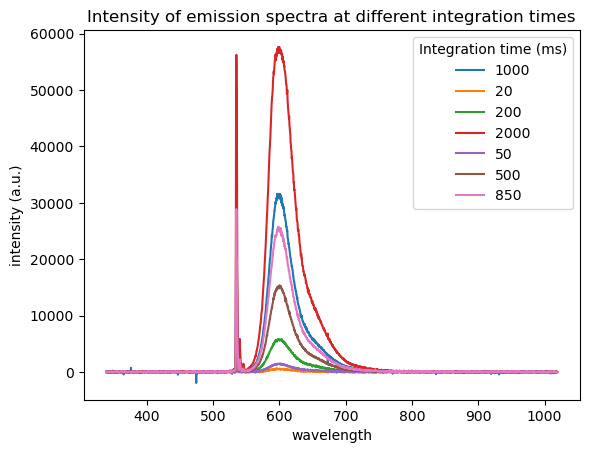 Intensity of emission spectra at different integration times
60000
50000
40000
30000
20000
10000
0
intensity (a.u.)
Integration time (ms)
1000
20
200
2000
50
500
850
400 500 600 700 800 900 1000
wavelength